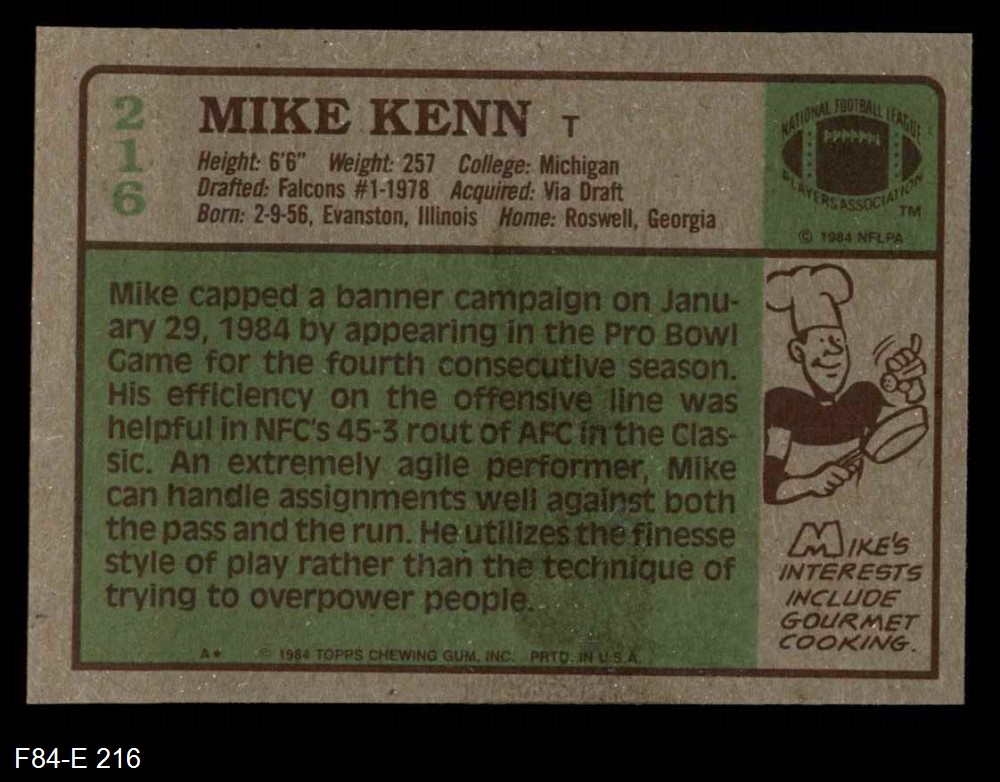 216
MIKE KENN T
Height: 6'6" Weight: 257 College: Michigan
Drafted: Falcons #1-1978 Acquired: Via Draft
Born: 2-9-56, Evanston, Illinois Home: Roswell, Georgia
NATIONAL FOOTBALL LEAGUE
PLAYERS ASSOCIATION
TM
© 1984 NFLPA
Mike capped a banner campaign on Janu-
ary 29, 1984 by appearing in the Pro Bowl
Game for the fourth consecutive season.
His efficiency on the offensive line was
helpful in NFC's 45-3 rout of AFC in the Clas-
sic. An extremely agile performer, Mike
can handle assignments well against both
the pass and the run. He utilizes the finesse
style of play rather than the technique of
trying to overpower people.
MIKE'S
INTERESTS
INCLUDE
GOURMET
COOKING.
A* © 1984 TOPPS CHEWING GUM, INC. PRTD. IN U.S.A.
F84-E 216